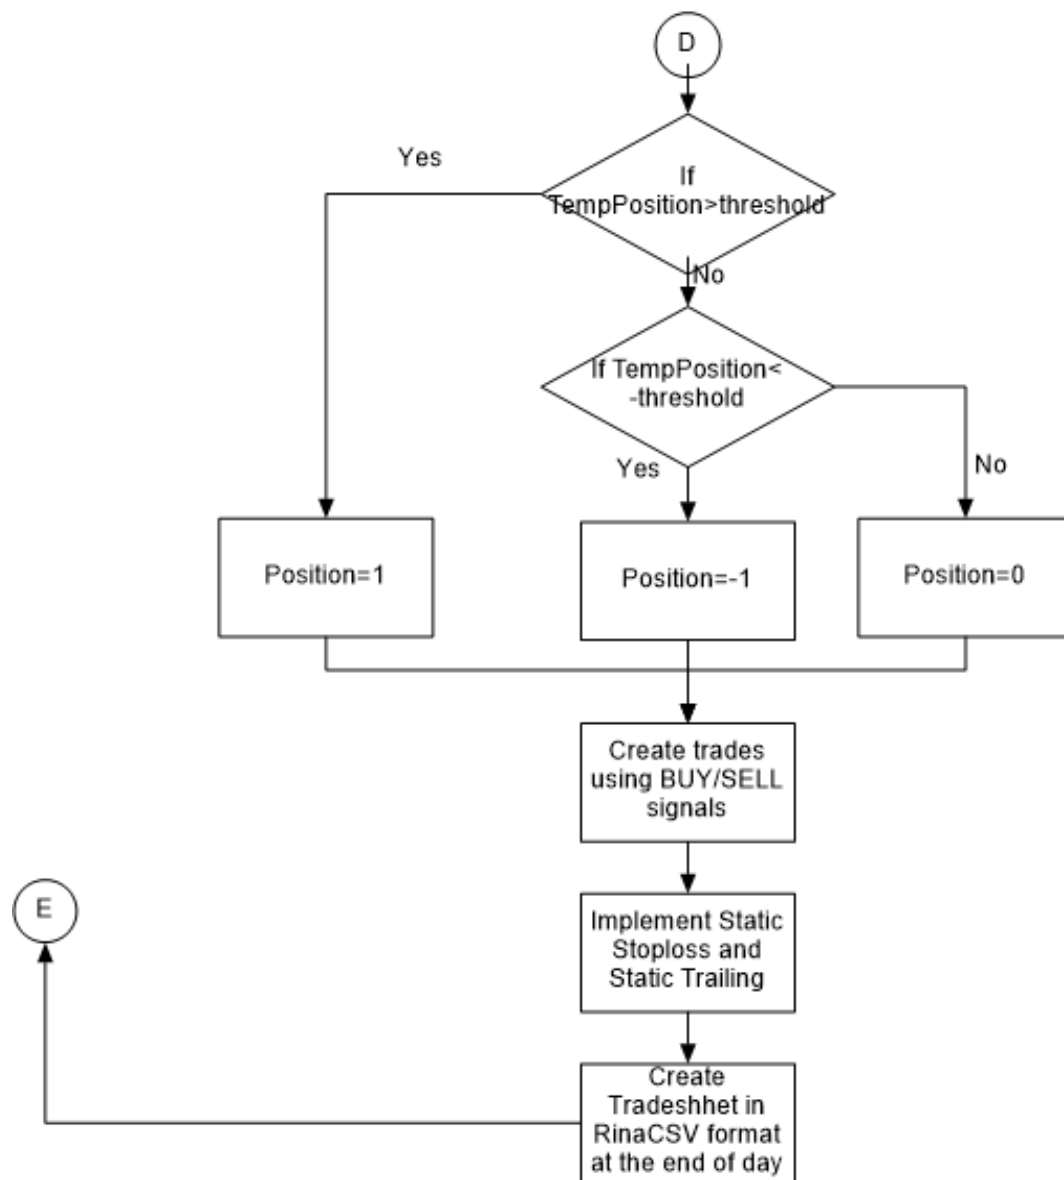 D
Yes
If
TempPosition>threshold
No
If TempPosition<
-threshold
Yes
No
Position=1
Position=-1
Position=0
Create trades
using BUY/SELL
signals
E
Implement Static
Stoploss and
Static Trailing
Create
Tradeshhet in
RinaCSV format
at the end of day